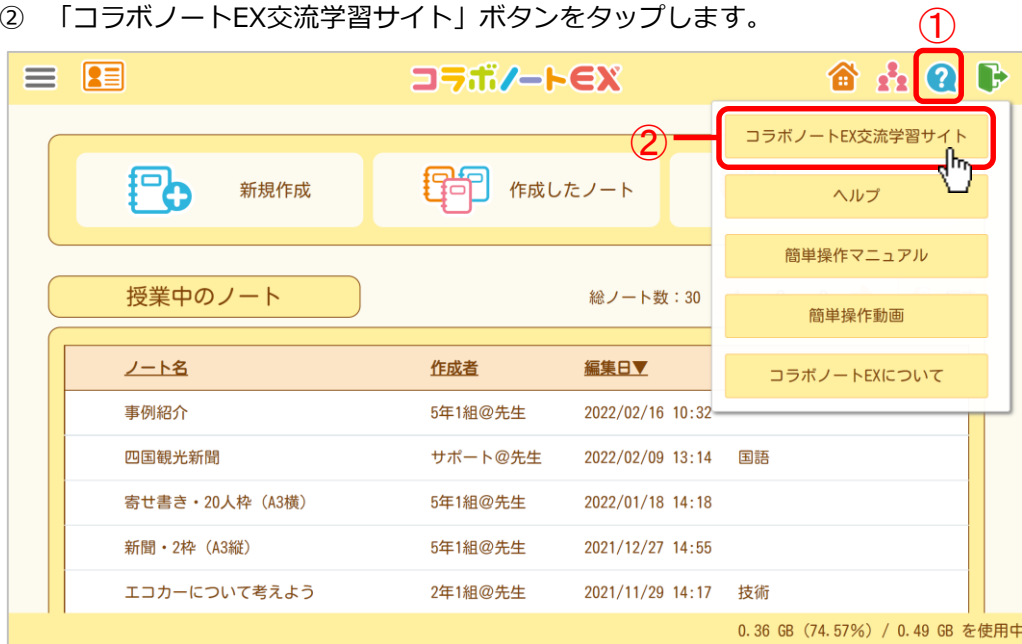 ② 「コラボノートEX交流学習サイト」ボタンをタップします。
①
コラボノートEX
?
②
コラボノートEX交流学習サイト
ヘルプ
簡単操作マニュアル
簡単操作動画
コラボノートEXについて
新規作成
作成したノート
授業中のノート
総ノート数：30
ノート名 作成者 編集日▼
事例紹介 5年1組@先生 2022/02/16 10:32
四国観光新聞 サポート@先生 2022/02/09 13:14 国語
寄せ書き・20人枠（A3横） 5年1組@先生 2022/01/18 14:18
新聞・2枠（A3縦） 5年1組@先生 2021/12/27 14:55
エコカーについて考えよう 2年1組@先生 2021/11/29 14:17 技術
0.36 GB (74.57%) / 0.49 GB を使用中